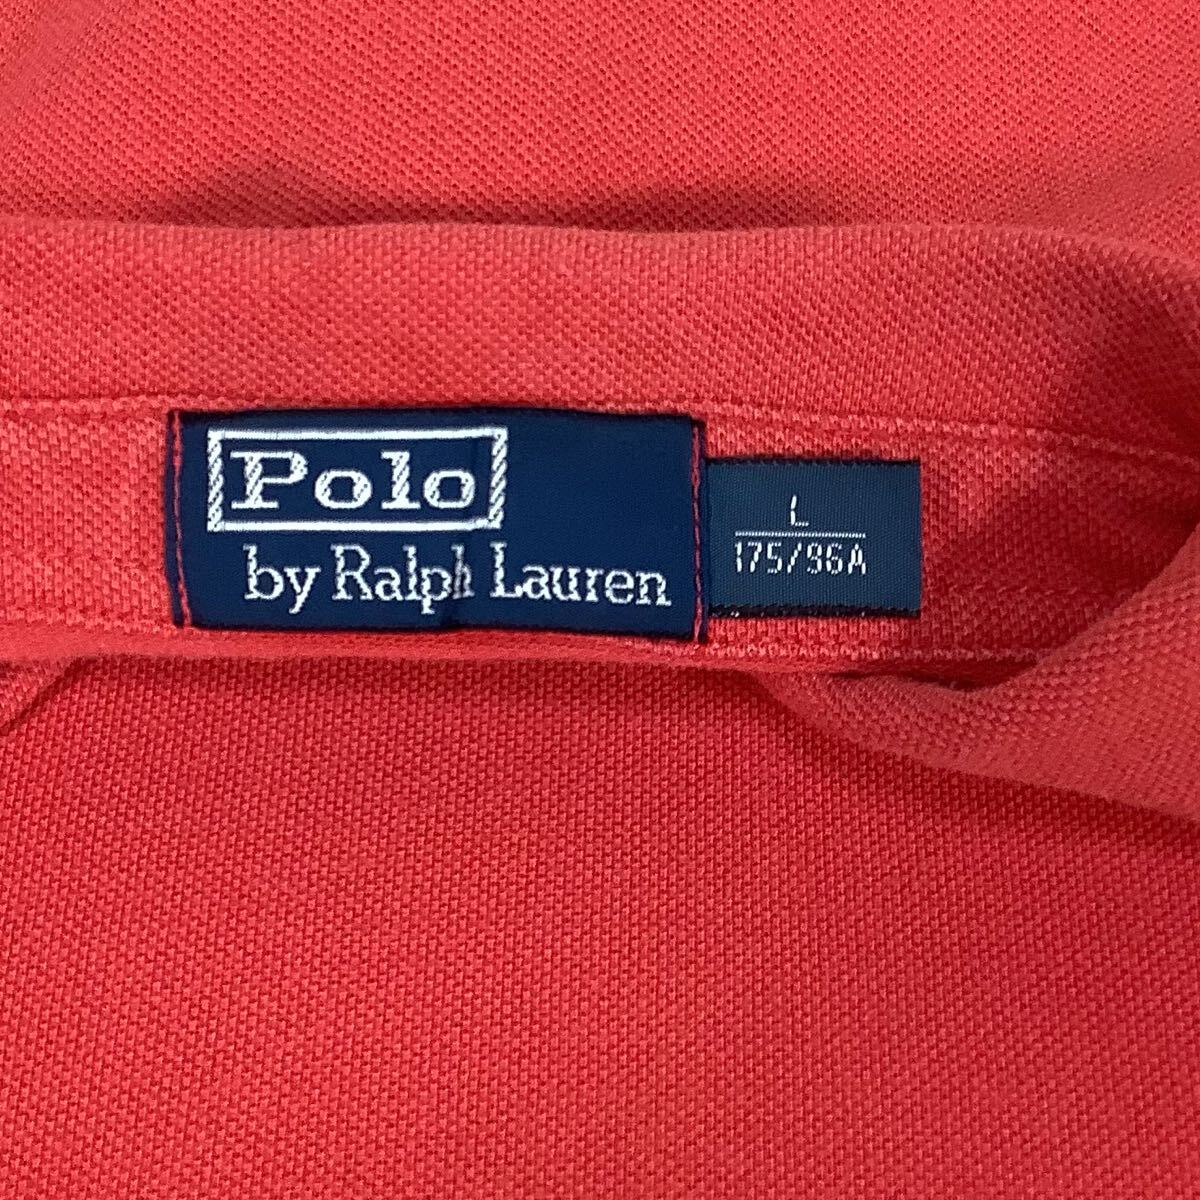 Polo
by Ralph Lauren
L
175/96A